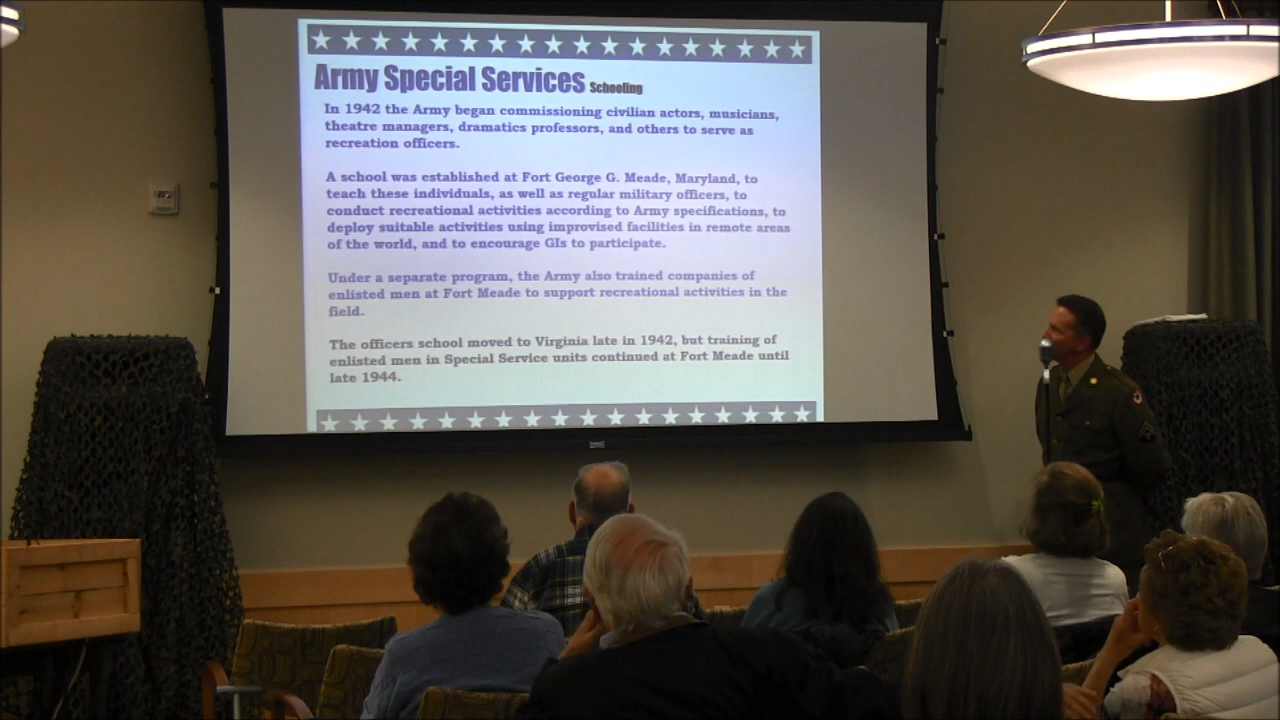 Army Special Services Schooling
In 1942 the Army began commissioning civilian actors, musicians,
theatre managers, dramatics professors, and others to serve as
recreation officers.
A school was established at Fort George G. Meade, Maryland, to
teach these individuals, as well as regular military officers, to
conduct recreational activities according to Army specifications, to
deploy suitable activities using improvised facilities in remote areas
of the world, and to encourage GIs to participate.
Under a separate program, the Army also trained companies of
enlisted men at Fort Meade to support recreational activities in the
field.
The officers school moved to Virginia late in 1942, but training of
enlisted men in Special Service units continued at Fort Meade until
late 1944.